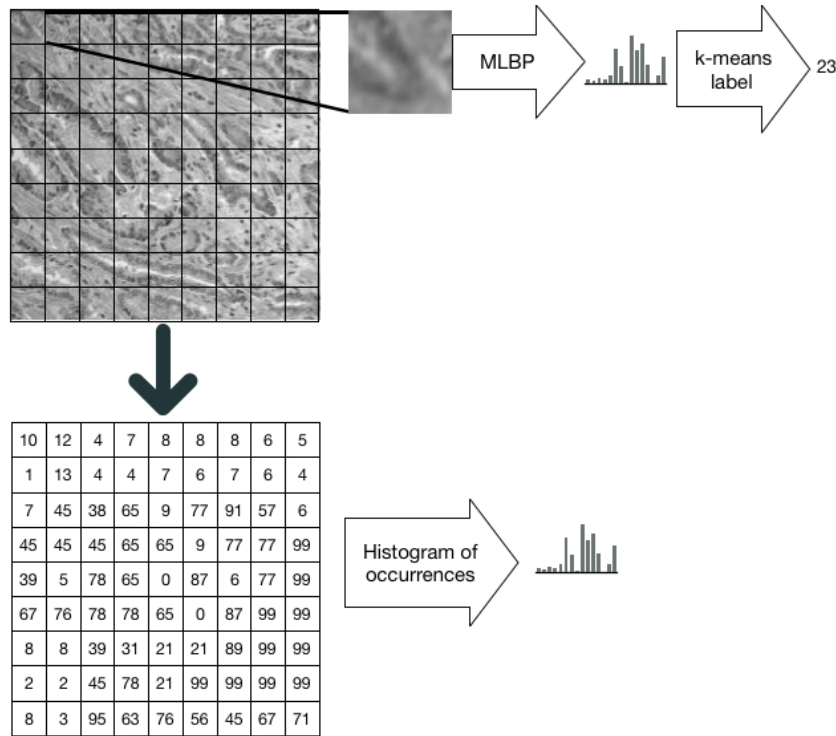 MLBP
k-means
label
23
10 12 4 7 8 8 8 6 5
1 13 4 4 7 6 7 6 4
7 45 38 65 9 77 91 57 6
45 45 45 65 65 9 77 77 99
39 5 78 65 0 87 6 77 99
67 76 78 78 65 0 87 99 99
8 8 39 31 21 21 89 99 99
2 2 45 78 21 99 99 99 99
8 3 95 63 76 56 45 67 71
Histogram of
occurrences